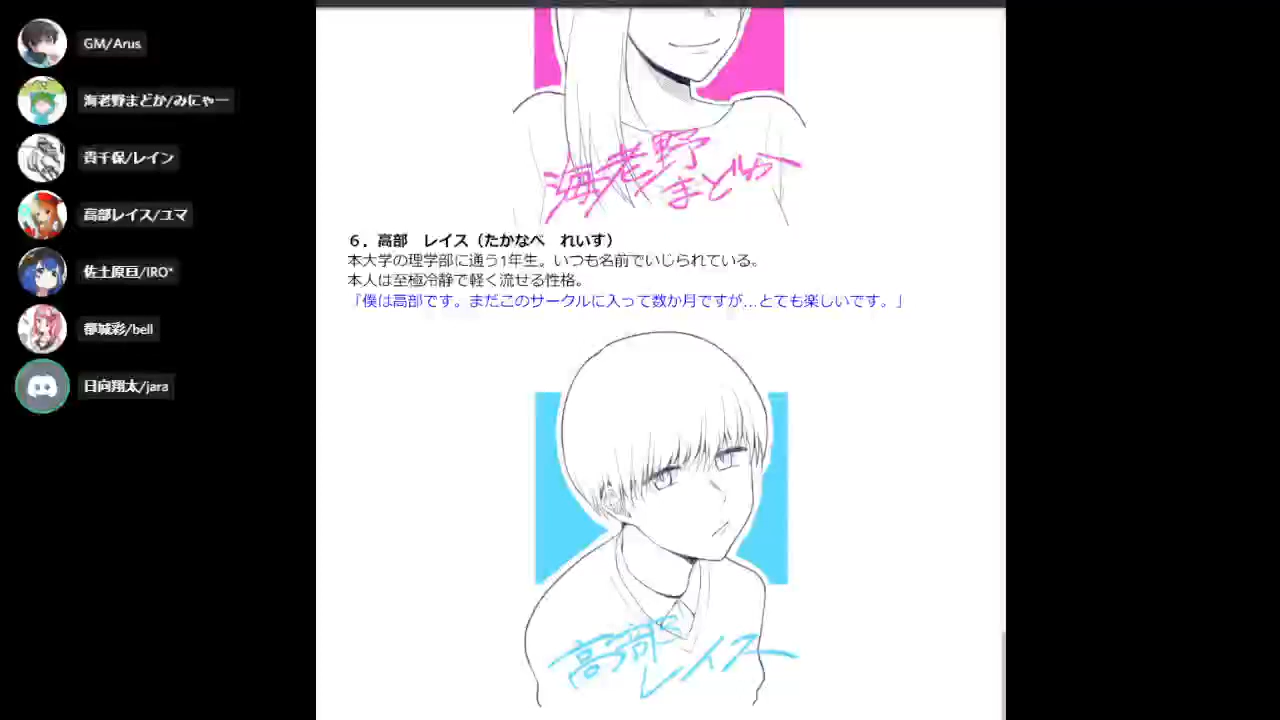 GM/Arus
海老野まどか/みにゃー
貴千保/レイン
高部レイス/ユマ
佐土原亘/IRO*
都城彩/bell
日向翔太/jara
海老野
まどか
６．高部　レイス（たかなべ　れいす）
本大学の理学部に通う1年生。いつも名前でいじられている。
本人は至極冷静で軽く流せる性格。
「僕は高部です。まだこのサークルに入って数か月ですが…とても楽しいです。」
高部
レイス